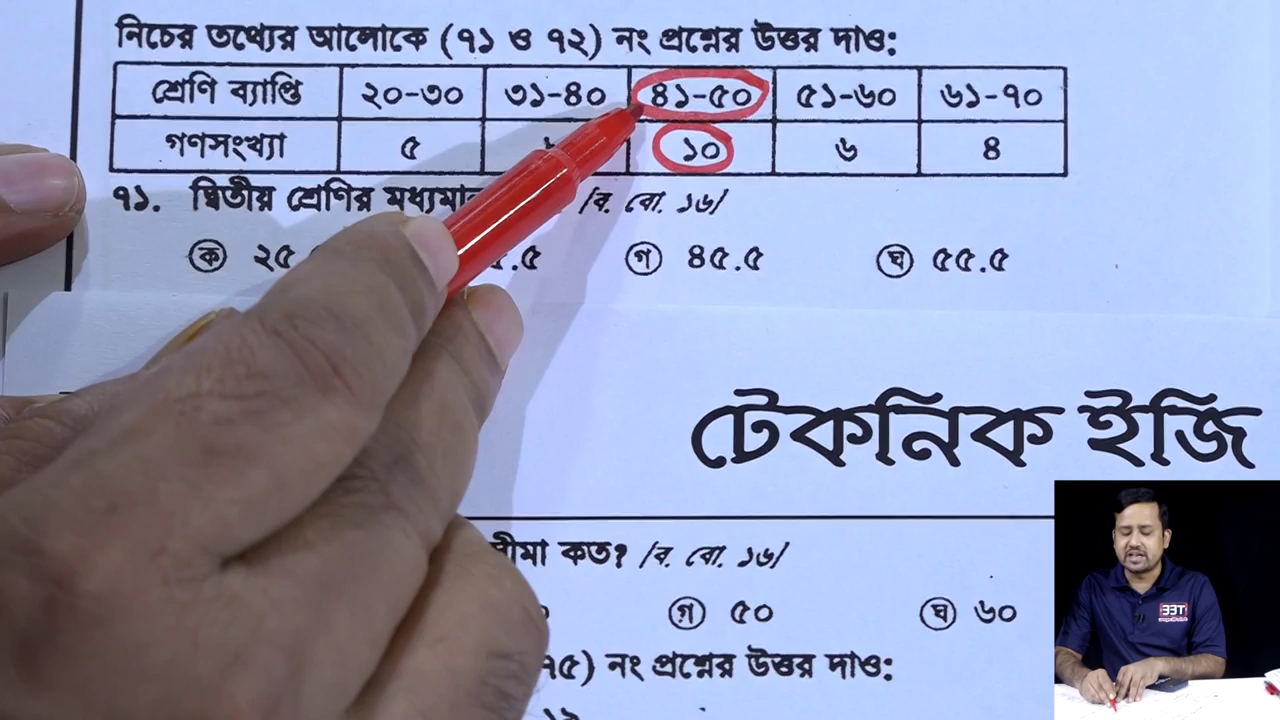 নিচের তথ্যের আলোকে (৭১ ও ৭২) নং প্রশ্নের উত্তর দাও:
শ্রেণি ব্যাপ্তি ২০-৩০ ৩১-৪০ ৪১-৫০ ৫১-৬০ ৬১-৭০
গণসংখ্যা ৫ ১০ ৬ ৪
৭১. দ্বিতীয় শ্রেণির /ব. বো. ১৬/
ক ২৫ .৫ গ ৪৫.৫ ঘ ৫৫.৫
টেকনিক ইজি
কত? /ব. বো. ১৬/
গ ৫০ ঘ ৬০
৭৫) নং প্রশ্নের উত্তর দাও: